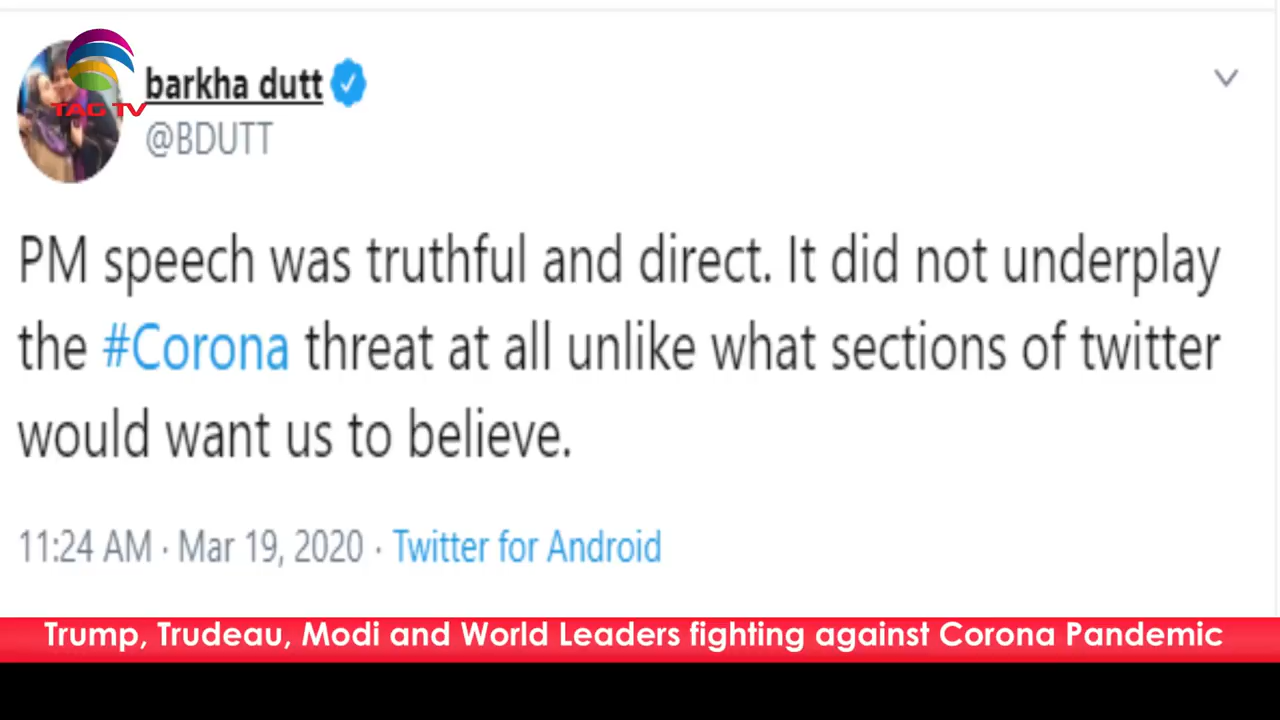 TAG TV
barkha dutt
@BDUTT
PM speech was truthful and direct. It did not underplay
the #Corona threat at all unlike what sections of twitter
would want us to believe.
11:24 AM · Mar 19, 2020 · Twitter for Android
Trump, Trudeau, Modi and World Leaders fighting against Corona Pandemic